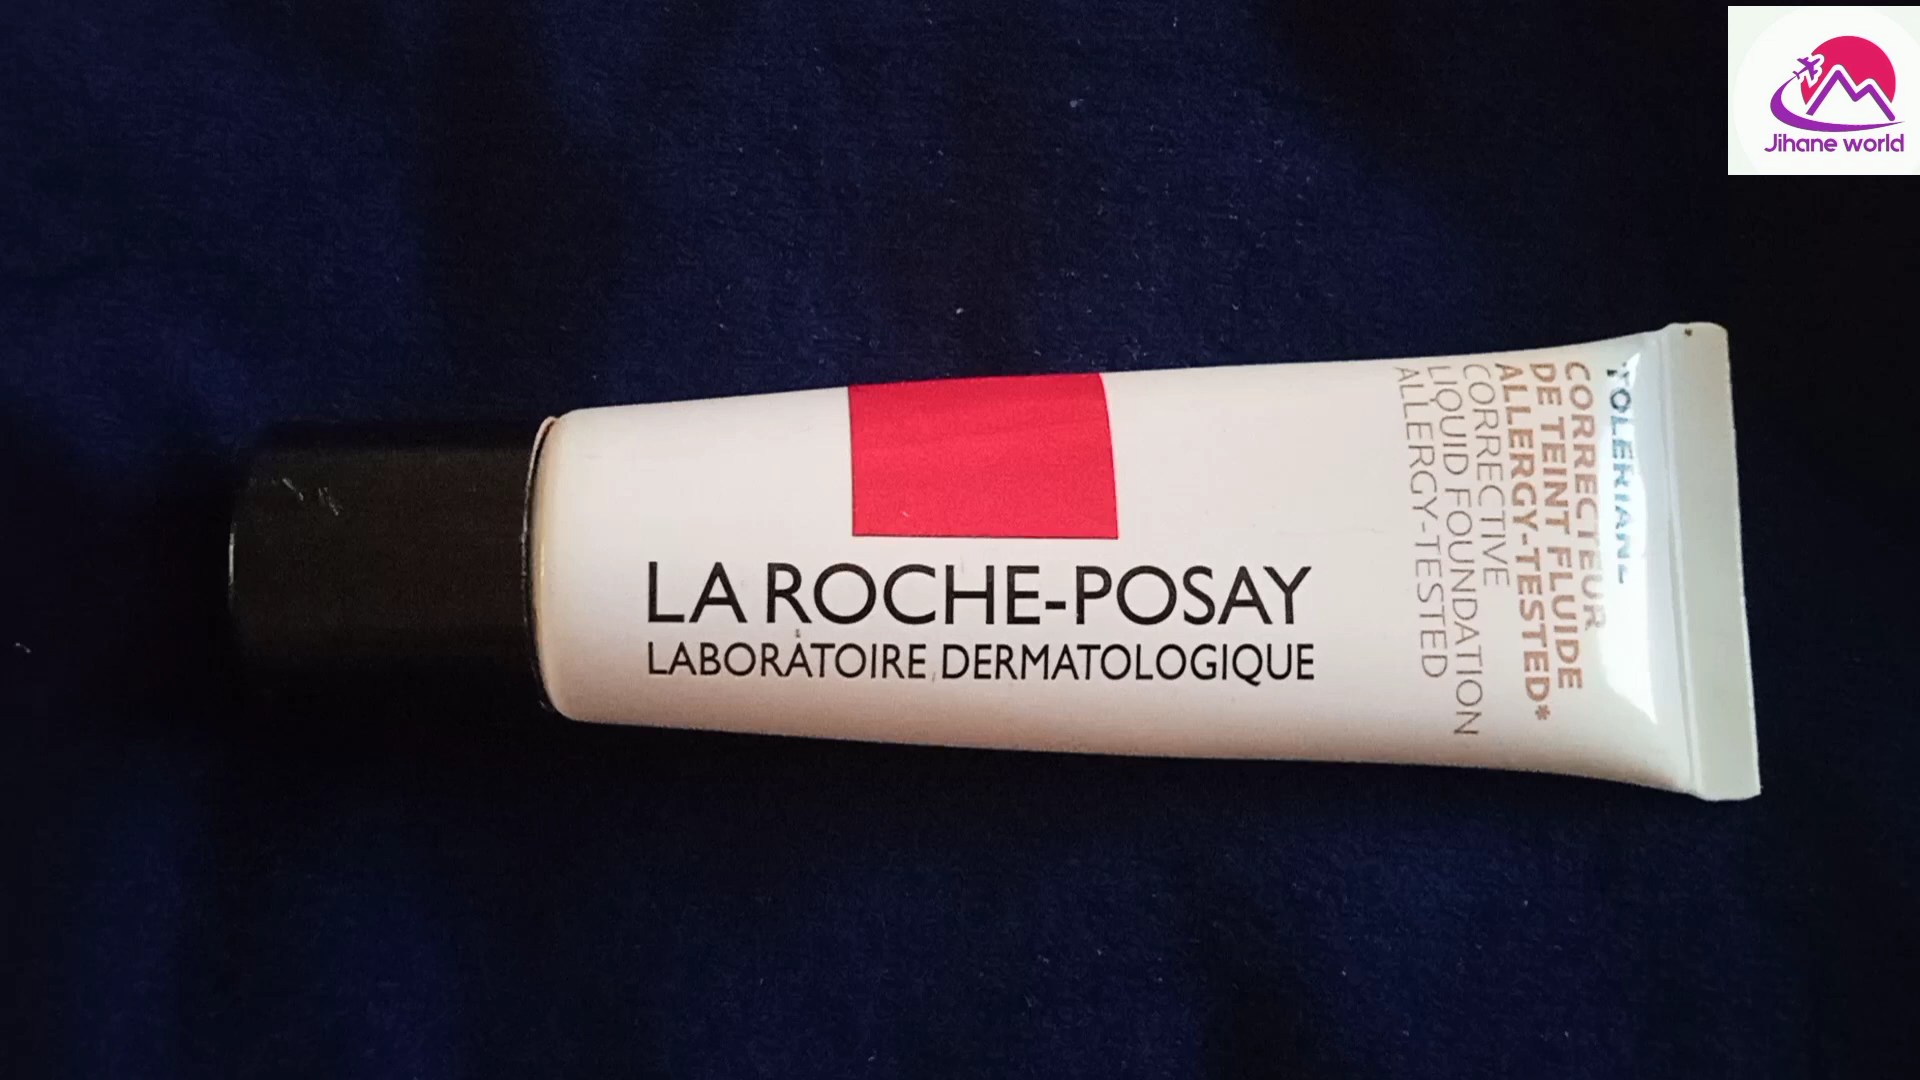 Jihane world
LA ROCHE-POSAY
LABORATOIRE DERMATOLOGIQUE
TOLERIANE
CORRECTEUR
DE TEINT FLUIDE
ALLERGY-TESTED*
CORRECTIVE
LIQUID FOUNDATION
ALLERGY-TESTED